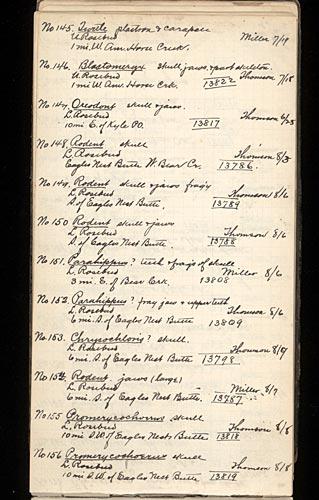 No 145. Turtle plastron & carapace
U. Rosebud Miller 7/19
1 mi. W. Am. Horse Creek.
No 146. Blastomeryx skull, jaws, & part skeleton.
U. Rosebud 13822 Thomson 7/18
1 mi W Am Horse Crk.
No 147. Oreodont skull & jaws.
L. Rosebud Thomson 6/25
10 mi E. of Kyle P.O. 13817
No 148. Rodent skull
L. Rosebud Thomson 8/5
Eagles Nest Butte W. Bear Cr. 13786.
No 149. Rodent skull & jaws frag's
L. Rosebud Thomson 8/6
S. of Eagles Nest Butte. 13789
No 150 Rodent skull & jaws
L. Rosebud Thomson 8/6
S. of Eagles Nest Butte 13788
No 151. Parahippus? teeth & frag's of skull
L. Rosebud Miller 8/6
3 mi. E. of Bear Crk. 13808
No 152. Parahippus? frag jaw & upper teeth
L. Rosebud Thomson 8/6
6 mi. S. of Eagles Nest Butte 13809
No 153. Chrysochloris? skull.
L. Rosebud Thomson 8/9
6 mi. S. of Eagles Nest Butte 13798
No 154. Rodent. jaws (large)
L. Rosebud Miller 8/7
6 mi. S. of Eagles Nest Butte. 13787
No 155 Promerycochoerus skull
L. Rosebud Thomson 8/8
10 mi S.W. of Eagles Nest Butte 13818
No 156 Promerycochoerus skull
L. Rosebud Thomson 8/8
10 mi. S.W. of Eagles Nest Butte 13819